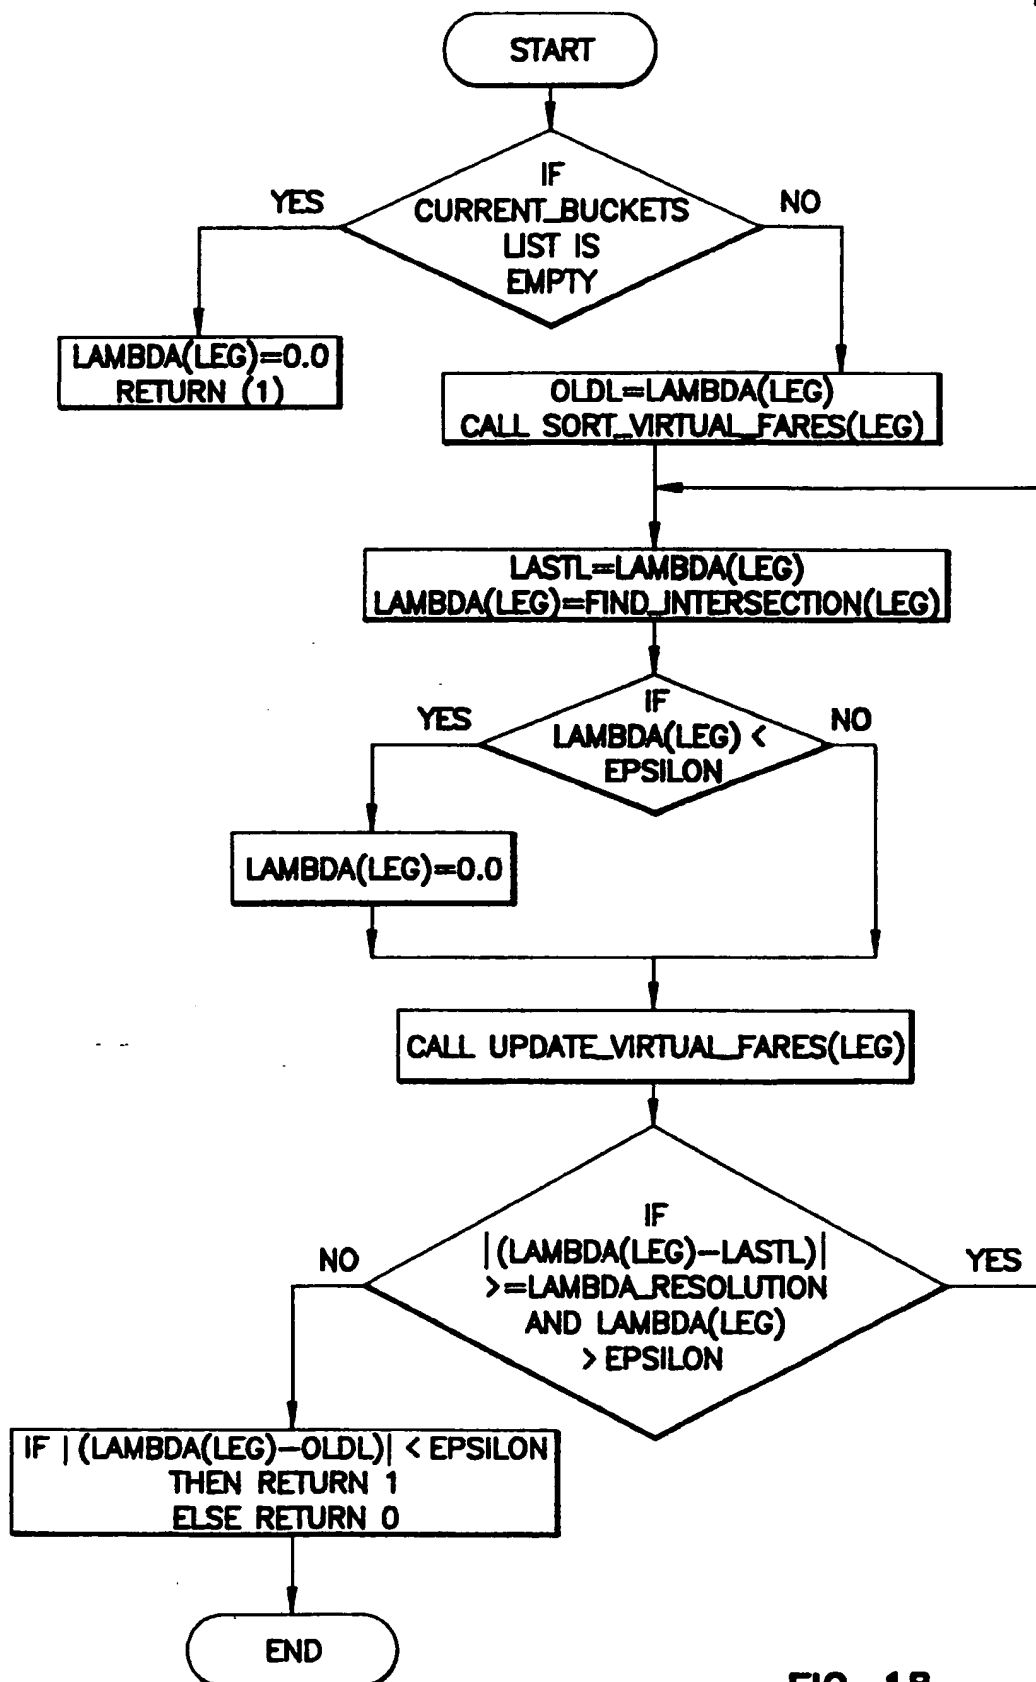 START
IF
CURRENT_BUCKETS
LIST IS
EMPTY
YES
NO
LAMBDA(LEG)=0.0
RETURN (1)
OLDL=LAMBDA(LEG)
CALL SORT_VIRTUAL_FARES(LEG)
LASTL=LAMBDA(LEG)
LAMBDA(LEG)=FIND_INTERSECTION(LEG)
IF
LAMBDA(LEG) <
EPSILON
YES
NO
LAMBDA(LEG)=0.0
CALL UPDATE_VIRTUAL_FARES(LEG)
IF
|(LAMBDA(LEG)-LASTL)|
>=LAMBDA_RESOLUTION
AND LAMBDA(LEG)
> EPSILON
NO
YES
IF |(LAMBDA(LEG)-OLDL)| < EPSILON
THEN RETURN 1
ELSE RETURN 0
END